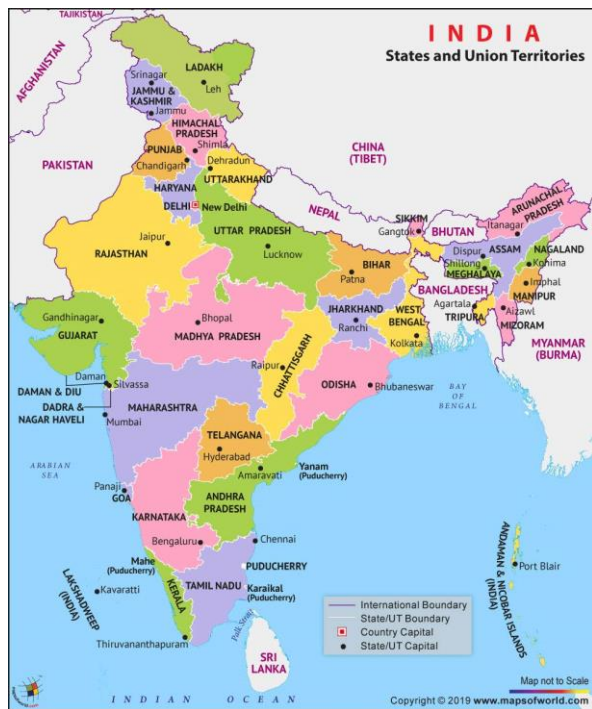 INDIA
States and Union Territories
TAJIKISTAN
AFGHANISTAN
PAKISTAN
CHINA
(TIBET)
NEPAL
BHUTAN
BANGLADESH
MYANMAR
(BURMA)
SRI
LANKA
LADAKH
Leh
Srinagar
JAMMU &
KASHMIR
Jammu
HIMACHAL
PRADESH
Shimla
PUNJAB
Chandigarh
Dehradun
UTTARAKHAND
HARYANA
DELHI
New Delhi
RAJASTHAN
Jaipur
UTTAR PRADESH
Lucknow
BIHAR
Patna
SIKKIM
Gangtok
ARUNACHAL
PRADESH
Itanagar
ASSAM
Dispur
NAGALAND
Kohima
Shillong
MEGHALAYA
Imphal
MANIPUR
Agartala
TRIPURA
Aizawl
MIZORAM
WEST
BENGAL
Kolkata
JHARKHAND
Ranchi
Gandhinagar
GUJARAT
Bhopal
MADHYA PRADESH
Raipur
CHHATTISGARH
ODISHA
Bhubaneswar
Daman
DAMAN & DIU
Silvassa
DADRA &
NAGAR HAVELI
MAHARASHTRA
Mumbai
TELANGANA
Hyderabad
Yanam
(Puducherry)
Amaravati
ANDHRA
PRADESH
Panaji
GOA
KARNATAKA
Bengaluru
Chennai
Mahe
(Puducherry)
PUDUCHERRY
KERALA
TAMIL NADU
Karaikal
(Puducherry)
Thiruvananthapuram
Kavaratti
LAKSHADWEEP
(INDIA)
ANDAMAN & NICOBAR ISLANDS
(INDIA)
Port Blair
BAY
OF
BENGAL
ARABIAN
SEA
Palk Strait
INDIAN OCEAN
International Boundary
State/UT Boundary
Country Capital
State/UT Capital
Map not to Scale
Copyright © 2019 www.mapsofworld.com